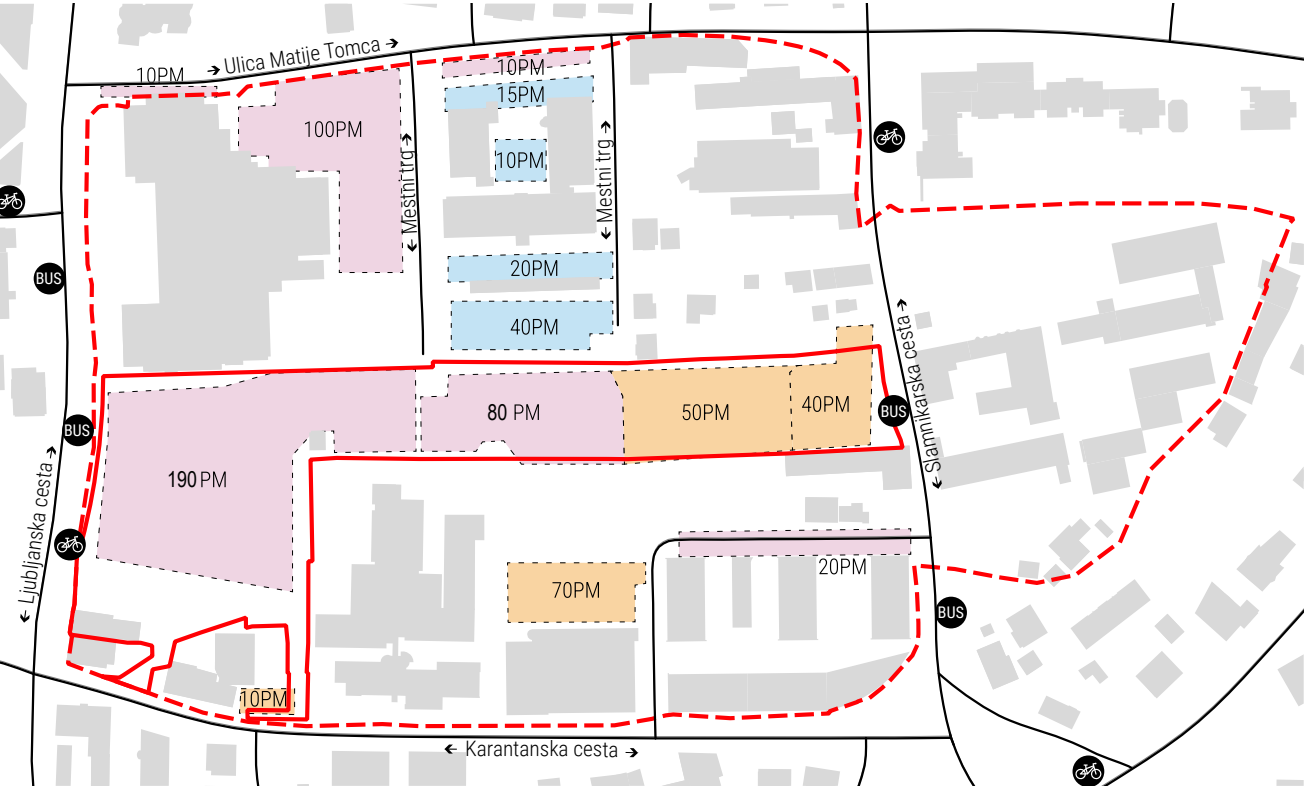 Ulica Matije Tomca
10PM
10PM
15PM
100PM
10PM
Mestni trg
Mestni trg
20PM
BUS
40PM
40PM
80 PM
50PM
BUS
BUS
Slamnikarska cesta
190 PM
Ljubljanska cesta
20PM
70PM
BUS
10PM
Karantanska cesta